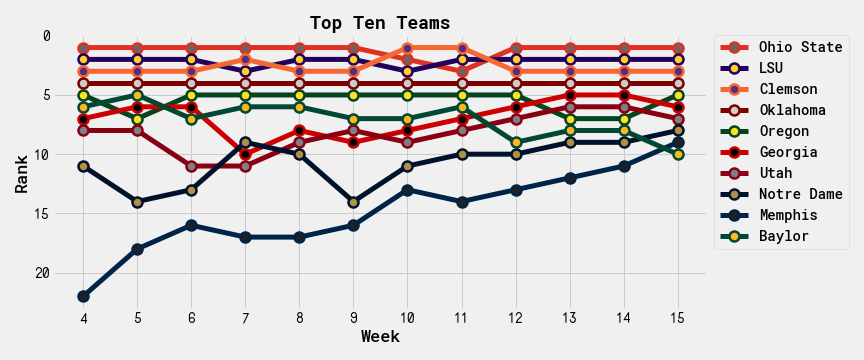 Top Ten Teams
0
5
10
15
20
Rank
4 5 6 7 8 9 10 11 12 13 14 15
Week
Ohio State
LSU
Clemson
Oklahoma
Oregon
Georgia
Utah
Notre Dame
Memphis
Baylor